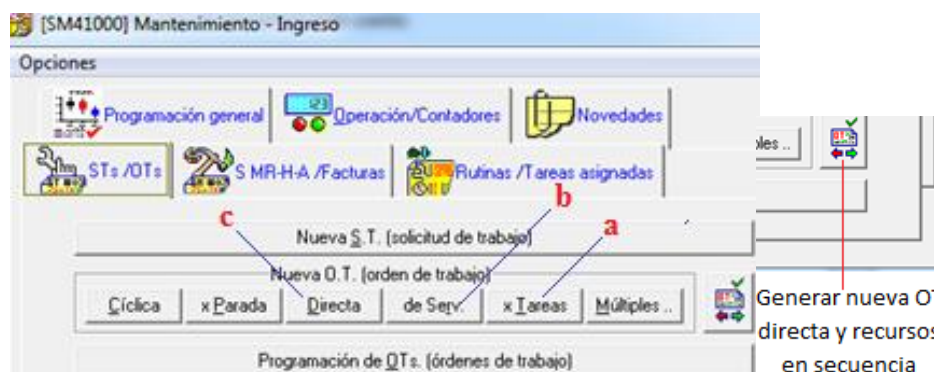 [SM41000] Mantenimiento - Ingreso
Opciones
Programación general
Operación/Contadores
Novedades
STs /OTs
S MR-H-A /Facturas
Rutinas /Tareas asignadas
c
b
a
Nueva S.T. (solicitud de trabajo)
Nueva O.T. (orden de trabajo)
Cíclica
x Parada
Directa
de Serv.
x Tareas
Múltiples ..
Programación de OTs. (órdenes de trabajo)
ples ..
Generar nueva OT
directa y recursos
en secuencia